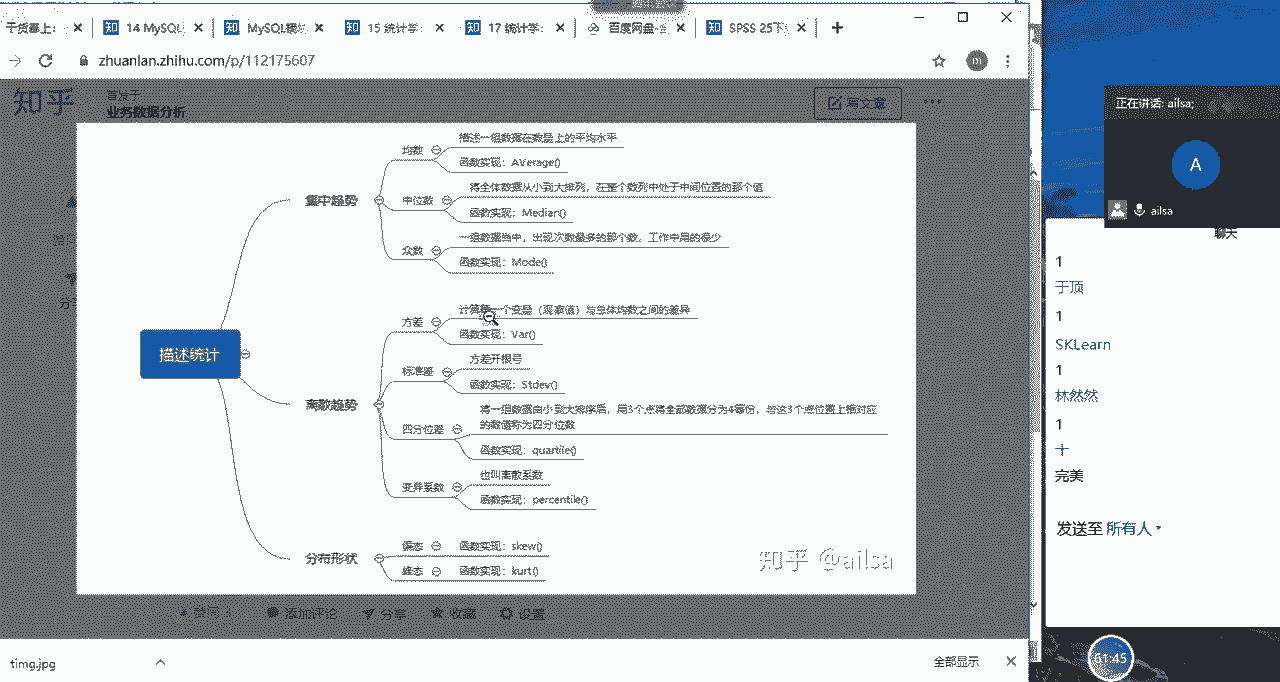 干货塞上:
14 MySQL
MySQL模
15 统计学:
17 统计学:
百度网盘-全
SPSS 25下
zhuanlan.zhihu.com/p/112175607
m
知乎
首发于
业务数据分析
写文章
描述统计
集中趋势
均数
描述一组数据在数量上的平均水平
函数实现：AVerage()
中位数
将全体数据从小到大排列，在整个数列中处于中间位置的那个值
函数实现：Median()
众数
一组数据当中，出现次数最多的那个数，工作中用的很少
函数实现：Mode()
离散趋势
方差
计算每一个变量（观察值）与总体均数之间的差异
函数实现：Var()
标准差
方差开根号
函数实现：Stdev()
四分位差
将一组数据由小到大排序后，用3个点将全部数据分为4等份，与这3个点位置上相对应
的数值称为四分位数
函数实现：quartile()
变异系数
也叫离散系数
函数实现：percentile()
分布形状
偏态
函数实现：skew()
峰态
函数实现：kurt()
知乎 @ailsa
赞同 3
添加评论
分享
收藏
设置
timg.jpg
全部显示
正在讲话: ailsa;
A
ailsa
聊天
1
于顶
1
SKLearn
1
林然然
1
十
完美
发送至 所有人
61:45